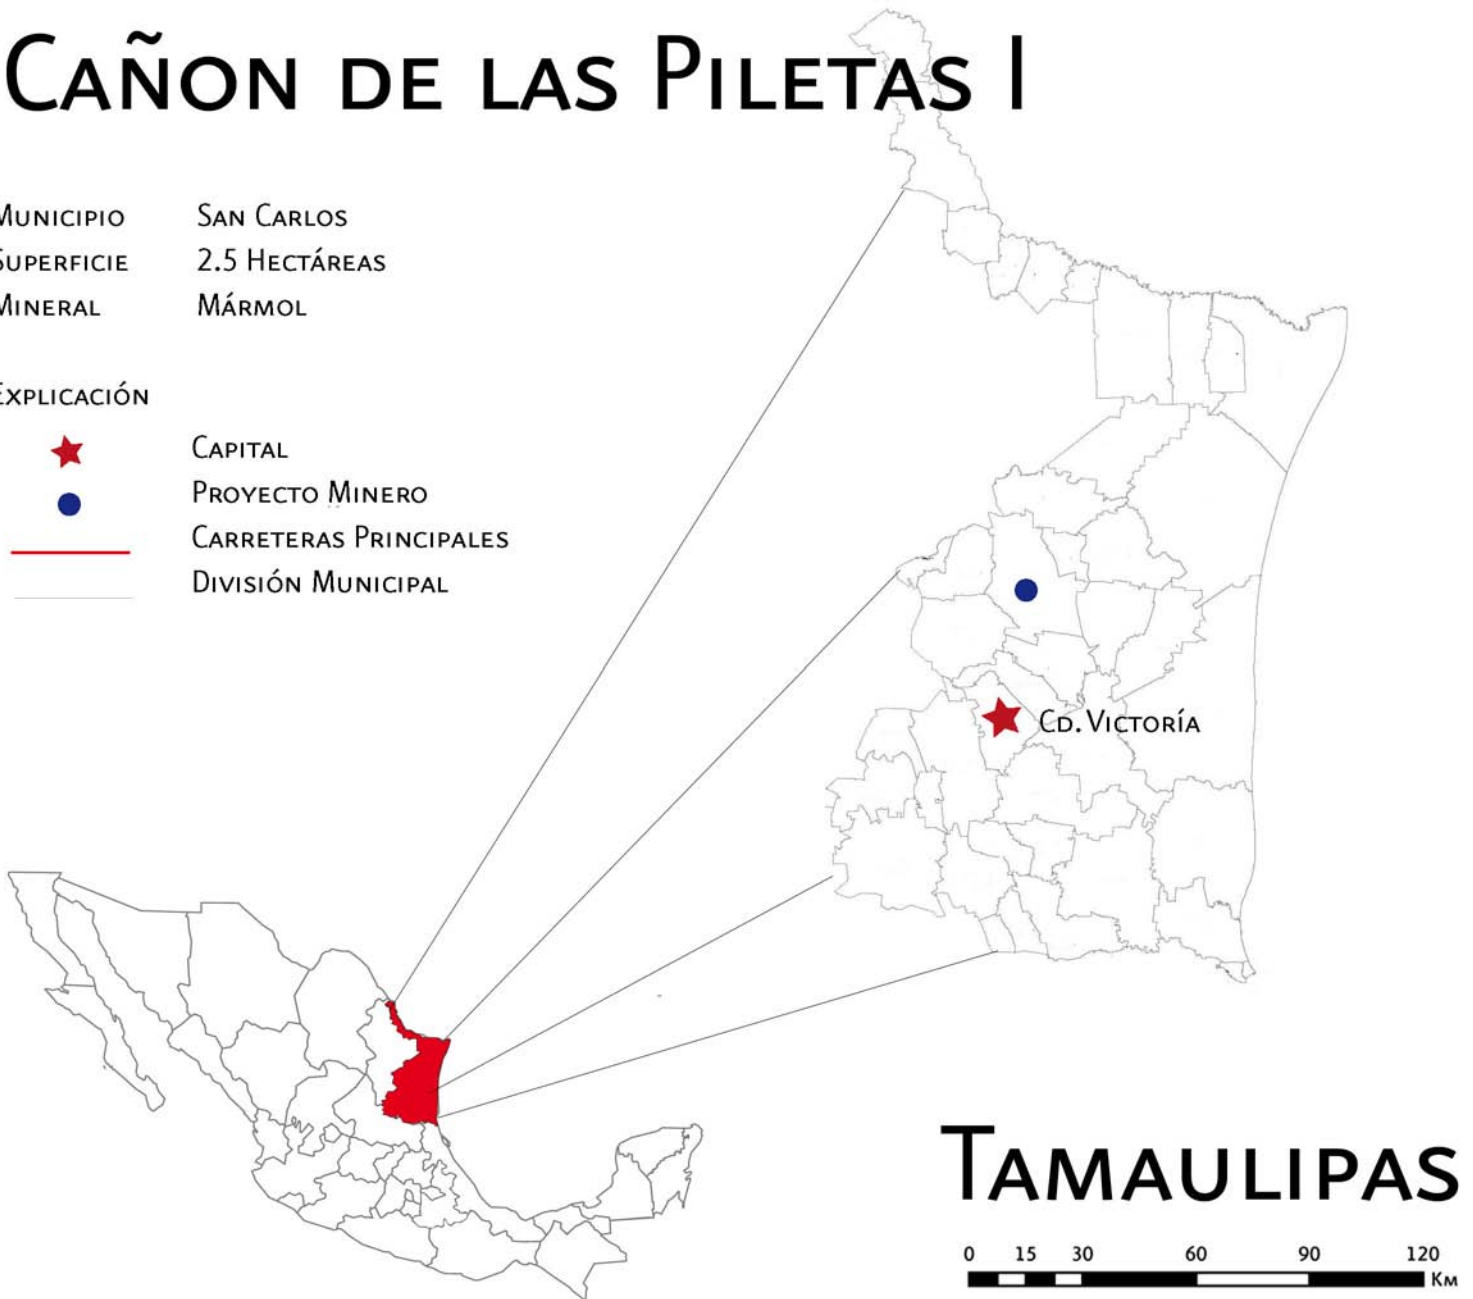 CAÑON DE LAS PILETAS I
MUNICIPIO SAN CARLOS
SUPERFICIE 2.5 HECTÁREAS
MINERAL MÁRMOL
EXPLICACIÓN
CAPITAL
PROYECTO MINERO
CARRETERAS PRINCIPALES
DIVISIÓN MUNICIPAL
CD. VICTORÍA
TAMAULIPAS
0 15 30 60 90 120
KM